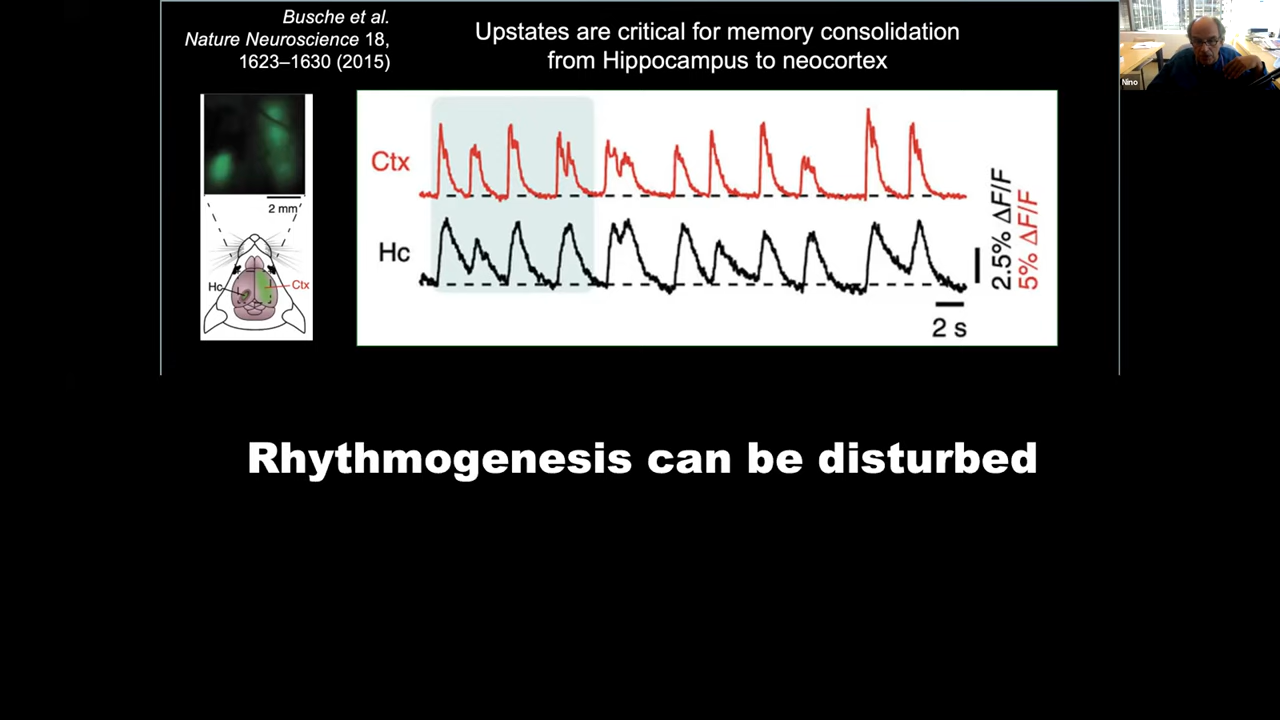 Busche et al.
Nature Neuroscience 18,
1623–1630 (2015)
Upstates are critical for memory consolidation
from Hippocampus to neocortex
Nino
2 mm
Hc
Ctx
Ctx
Hc
2.5% ΔF/F
5% ΔF/F
2 s
Rhythmogenesis can be disturbed